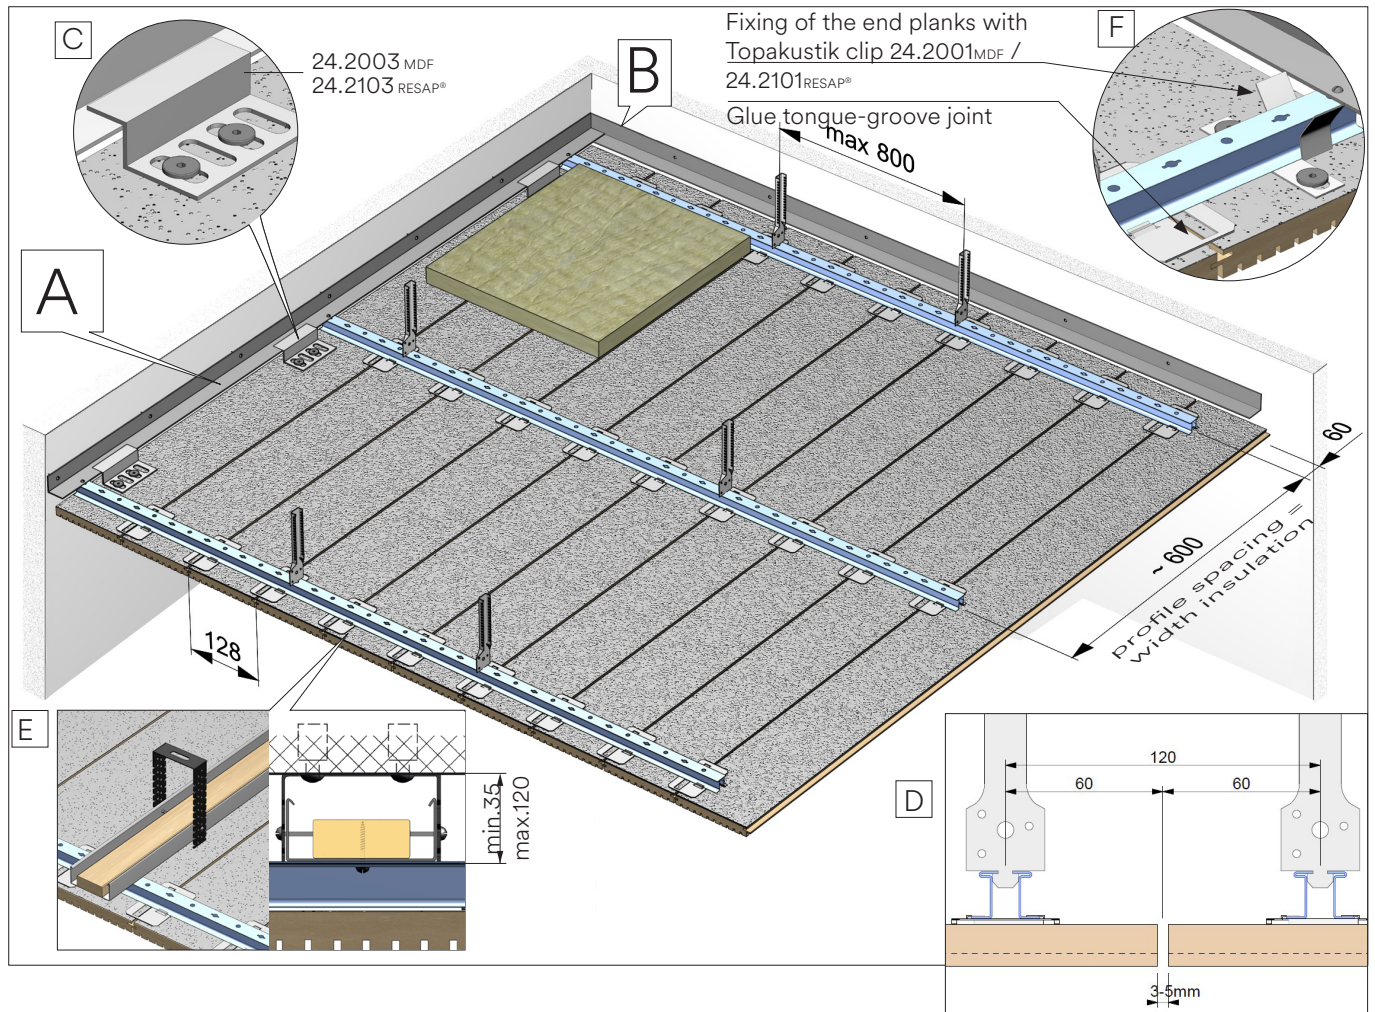 C
24.2003 MDF
24.2103 RESAP®
B
Fixing of the end planks with
Topakustik clip 24.2001MDF /
24.2101RESAP®
Glue tongue-groove joint
F
max 800
A
60
~ 600
profile spacing =
width insulation
128
E
min.35
max.120
D
120
60
60
3-5mm